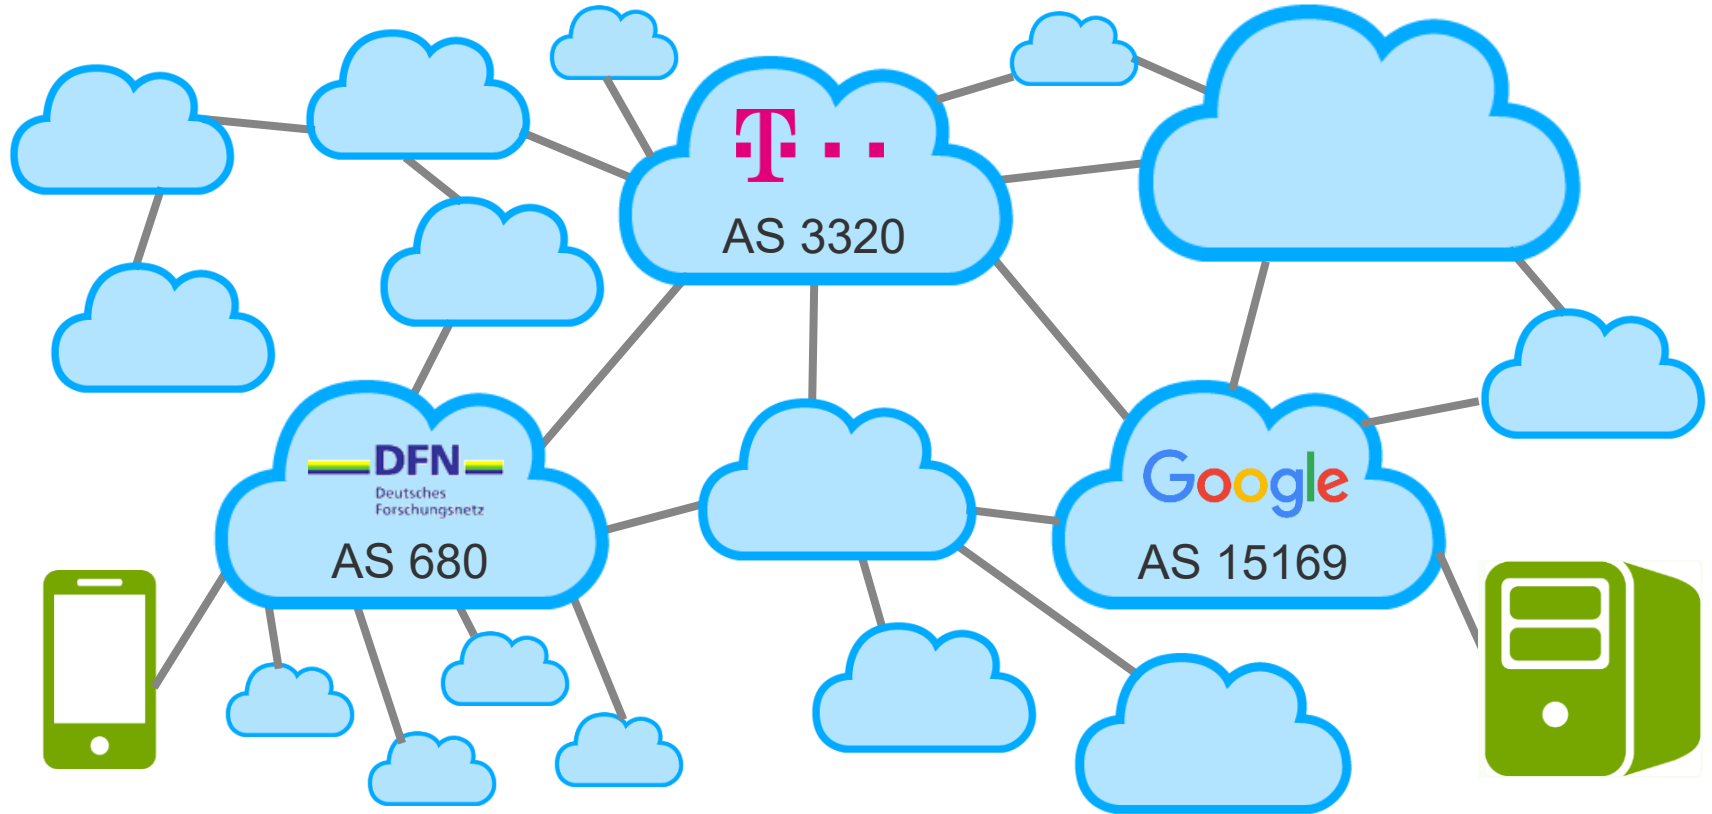 T
AS 3320
DFN
Deutsches
Forschungsnetz
AS 680
Google
AS 15169